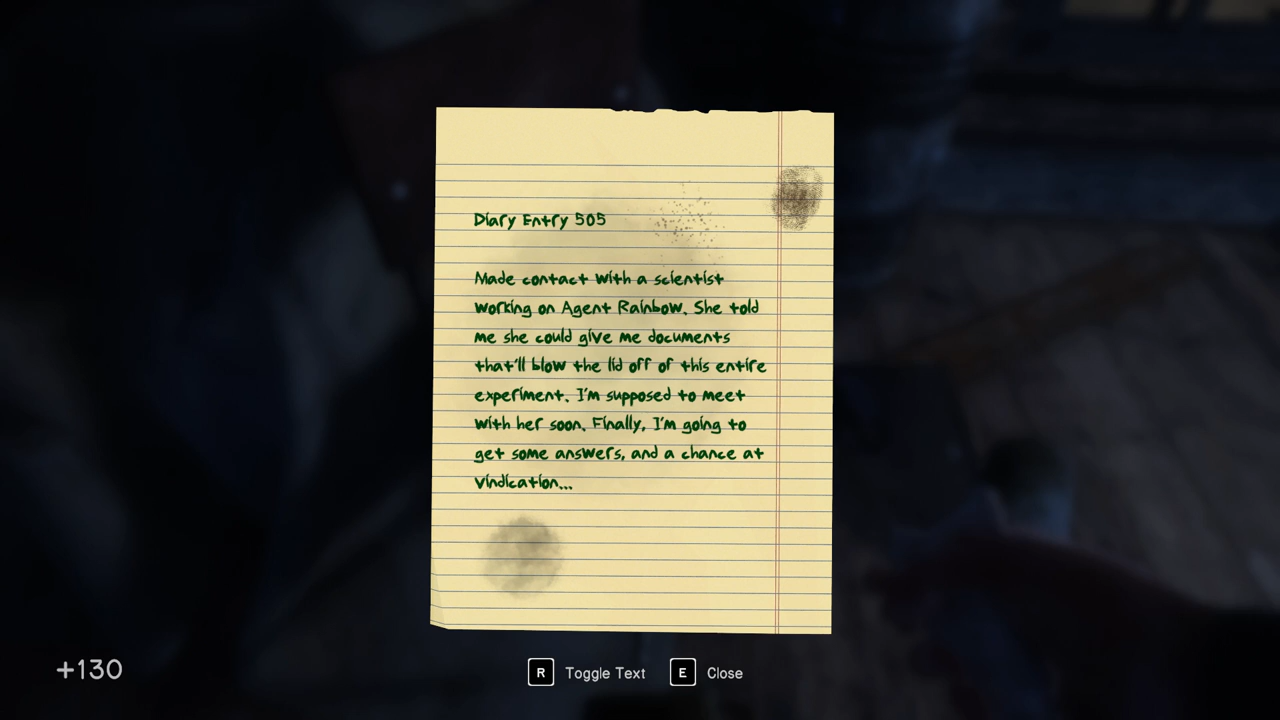 Diary Entry 505
Made contact with a scientist
working on Agent Rainbow. She told
me she could give me documents
that'll blow the lid off of this entire
experiment. I'm supposed to meet
with her soon. Finally, I'm going to
get some answers, and a chance at
vindication...
+130
R Toggle Text E Close